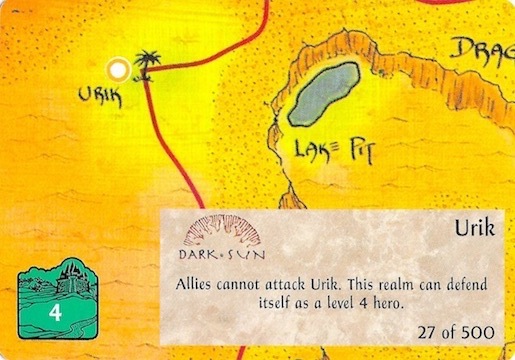 DRAG
URIK
LAKE PIT
DARK•SUN
Urik
Allies cannot attack Urik. This realm can defend
itself as a level 4 hero.
4
27 of 500